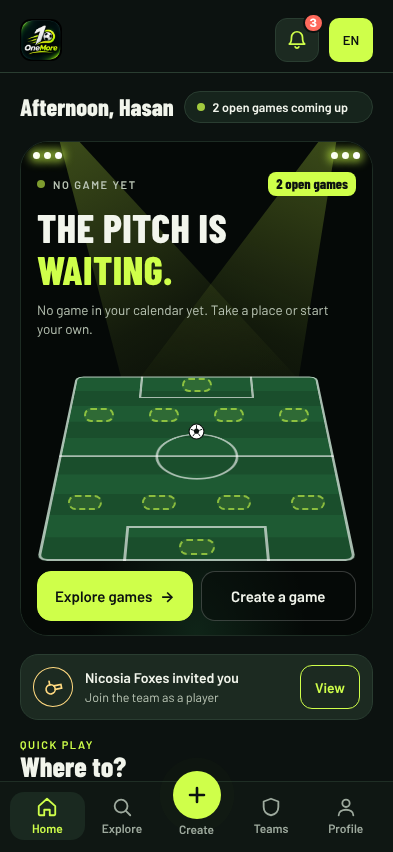 OneMore
3
EN
Afternoon, Hasan
2 open games coming up
NO GAME YET
2 open games
THE PITCH IS
WAITING.
No game in your calendar yet. Take a place or start
your own.
Explore games →
Create a game
Nicosia Foxes invited you
Join the team as a player
View
QUICK PLAY
Where to?
Home
Explore
Create
Teams
Profile